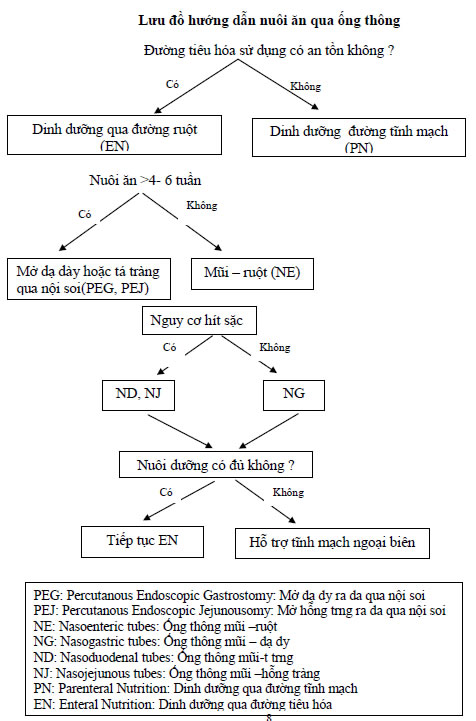 Lưu đồ hướng dẫn nuôi ăn qua ống thông
Đường tiêu hóa sử dụng có an tồn không ?
Có
Không
Dinh dưỡng qua đường ruột
(EN)
Dinh dưỡng đường tĩnh mạch
(PN)
Nuôi ăn >4- 6 tuần
Có
Không
Mở dạ dày hoặc tá tràng
qua nội soi(PEG, PEJ)
Mũi – ruột (NE)
Nguy cơ hít sặc
Có
Không
ND, NJ
NG
Nuôi dưỡng có đủ không ?
Có
Không
Tiếp tục EN
Hỗ trợ tĩnh mạch ngoại biên
PEG: Percutanous Endoscopic Gastrostomy: Mở dạ dy ra da qua nội soi
PEJ: Percutanous Endoscopic Jejunousomy: Mở hỗng trng ra da qua nội soi
NE: Nasoenteric tubes: Ống thông mũi –ruột
NG: Nasogastric tubes: Ống thông mũi – dạ dy
ND: Nasoduodenal tubes: Ống thông mũi-t trng
NJ: Nasojejunous tubes: Ống thông mũi –hỗng tràng
PN: Parenteral Nutrition: Dinh dưỡng qua đường tĩnh mạch
EN: Enteral Nutrition: Dinh dưỡng qua đường tiêu hóa
8